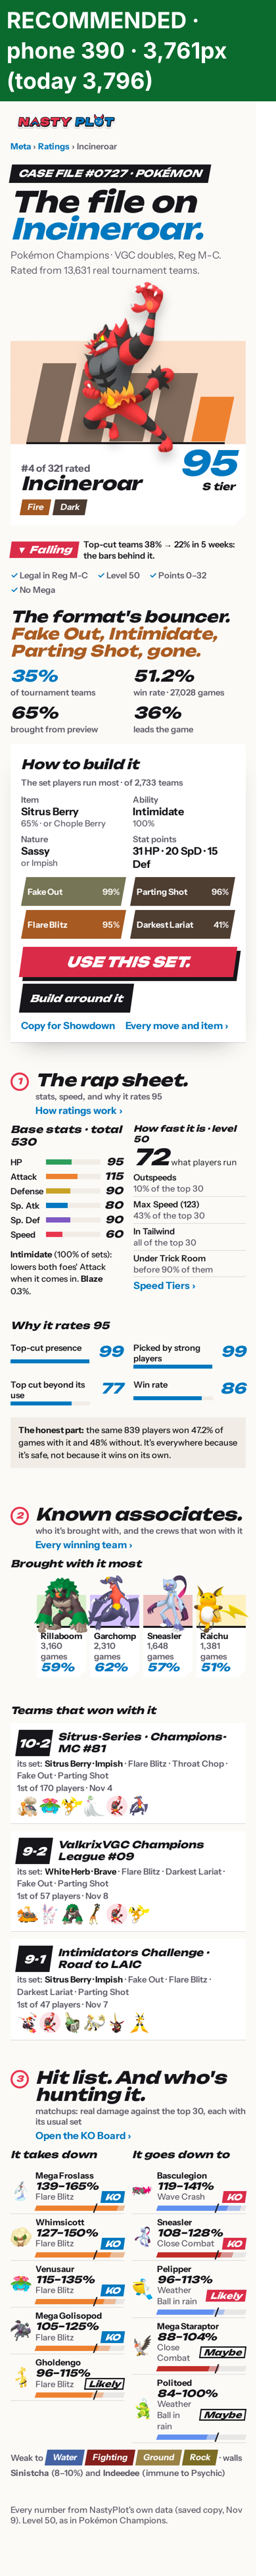 RECOMMENDED ·
phone 390 · 3,761px
(today 3,796)
NASTY PLOT
Meta › Ratings › Incineroar
CASE FILE #0727 · POKÉMON
The file on
Incineroar.
Pokémon Champions · VGC doubles, Reg M-C.
Rated from 13,631 real tournament teams.
#4 of 321 rated
Incineroar
95
S tier
Fire
Dark
▼ Falling
Top-cut teams 38% → 22% in 5 weeks:
the bars behind it.
✓ Legal in Reg M-C ✓ Level 50 ✓ Points 0–32
✓ No Mega
The format's bouncer.
Fake Out, Intimidate,
Parting Shot, gone.
35%
of tournament teams
51.2%
win rate · 27,028 games
65%
brought from preview
36%
leads the game
How to build it
The set players run most · of 2,733 teams
Item
Sitrus Berry
65% · or Chople Berry
Ability
Intimidate
100%
Nature
Sassy
or Impish
Stat points
31 HP · 20 SpD · 15
Def
Fake Out 99%
Parting Shot 96%
Flare Blitz 95%
Darkest Lariat 41%
USE THIS SET.
Build around it
Copy for Showdown Every move and item ›
1 The rap sheet.
stats, speed, and why it rates 95
How ratings work ›
Base stats · total
530
HP 95
Attack 115
Defense 90
Sp. Atk 80
Sp. Def 90
Speed 60
Intimidate (100% of sets):
lowers both foes' Attack
when it comes in. Blaze
0.3%.
How fast it is · level
50
72 what players run
Outspeeds
10% of the top 30
Max Speed (123)
43% of the top 30
In Tailwind
all of the top 30
Under Trick Room
before 90% of them
Speed Tiers ›
Why it rates 95
Top-cut presence 99
Picked by strong
players 99
Top cut beyond its
use 77
Win rate 86
The honest part: the same 839 players won 47.2% of
games with it and 48% without. It's everywhere because
it's safe, not because it wins on its own.
2 Known associates.
who it's brought with, and the crews that won with it
Every winning team ›
Brought with it most
Rillaboom
3,160
games
59%
Garchomp
2,310
games
62%
Sneasler
1,648
games
57%
Raichu
1,381
games
51%
Teams that won with it
10-2
Sitrus-Series · Champions-
MC #81
its set: Sitrus Berry · Impish · Flare Blitz · Throat Chop ·
Fake Out · Parting Shot
1st of 170 players · Nov 4
9-2
ValkrixVGC Champions
League #09
its set: White Herb · Brave · Flare Blitz · Darkest Lariat ·
Fake Out · Parting Shot
1st of 57 players · Nov 8
9-1
Intimidators Challenge ·
Road to LAIC
its set: Sitrus Berry · Impish · Fake Out · Flare Blitz ·
Darkest Lariat · Parting Shot
1st of 47 players · Nov 7
3 Hit list. And who's
hunting it.
matchups: real damage against the top 30, each with
its usual set
Open the KO Board ›
It takes down
Mega Froslass
139–165%
Flare Blitz KO
Whimsicott
127–150%
Flare Blitz KO
Venusaur
115–135%
Flare Blitz KO
Mega Golisopod
105–125%
Flare Blitz KO
Gholdengo
96–115%
Flare Blitz Likely
It goes down to
Basculegion
119–141%
Wave Crash KO
Sneasler
108–128%
Close Combat KO
Pelipper
96–113%
Weather
Ball in rain Likely
Mega Staraptor
88–104%
Close
Combat Maybe
Politoed
84–100%
Weather
Ball in
rain Maybe
Weak to Water Fighting Ground Rock · walls
Sinistcha (8–10%) and Indeedee (immune to Psychic)
Every number from NastyPlot's own data (saved copy, Nov
9). Level 50, as in Pokémon Champions.